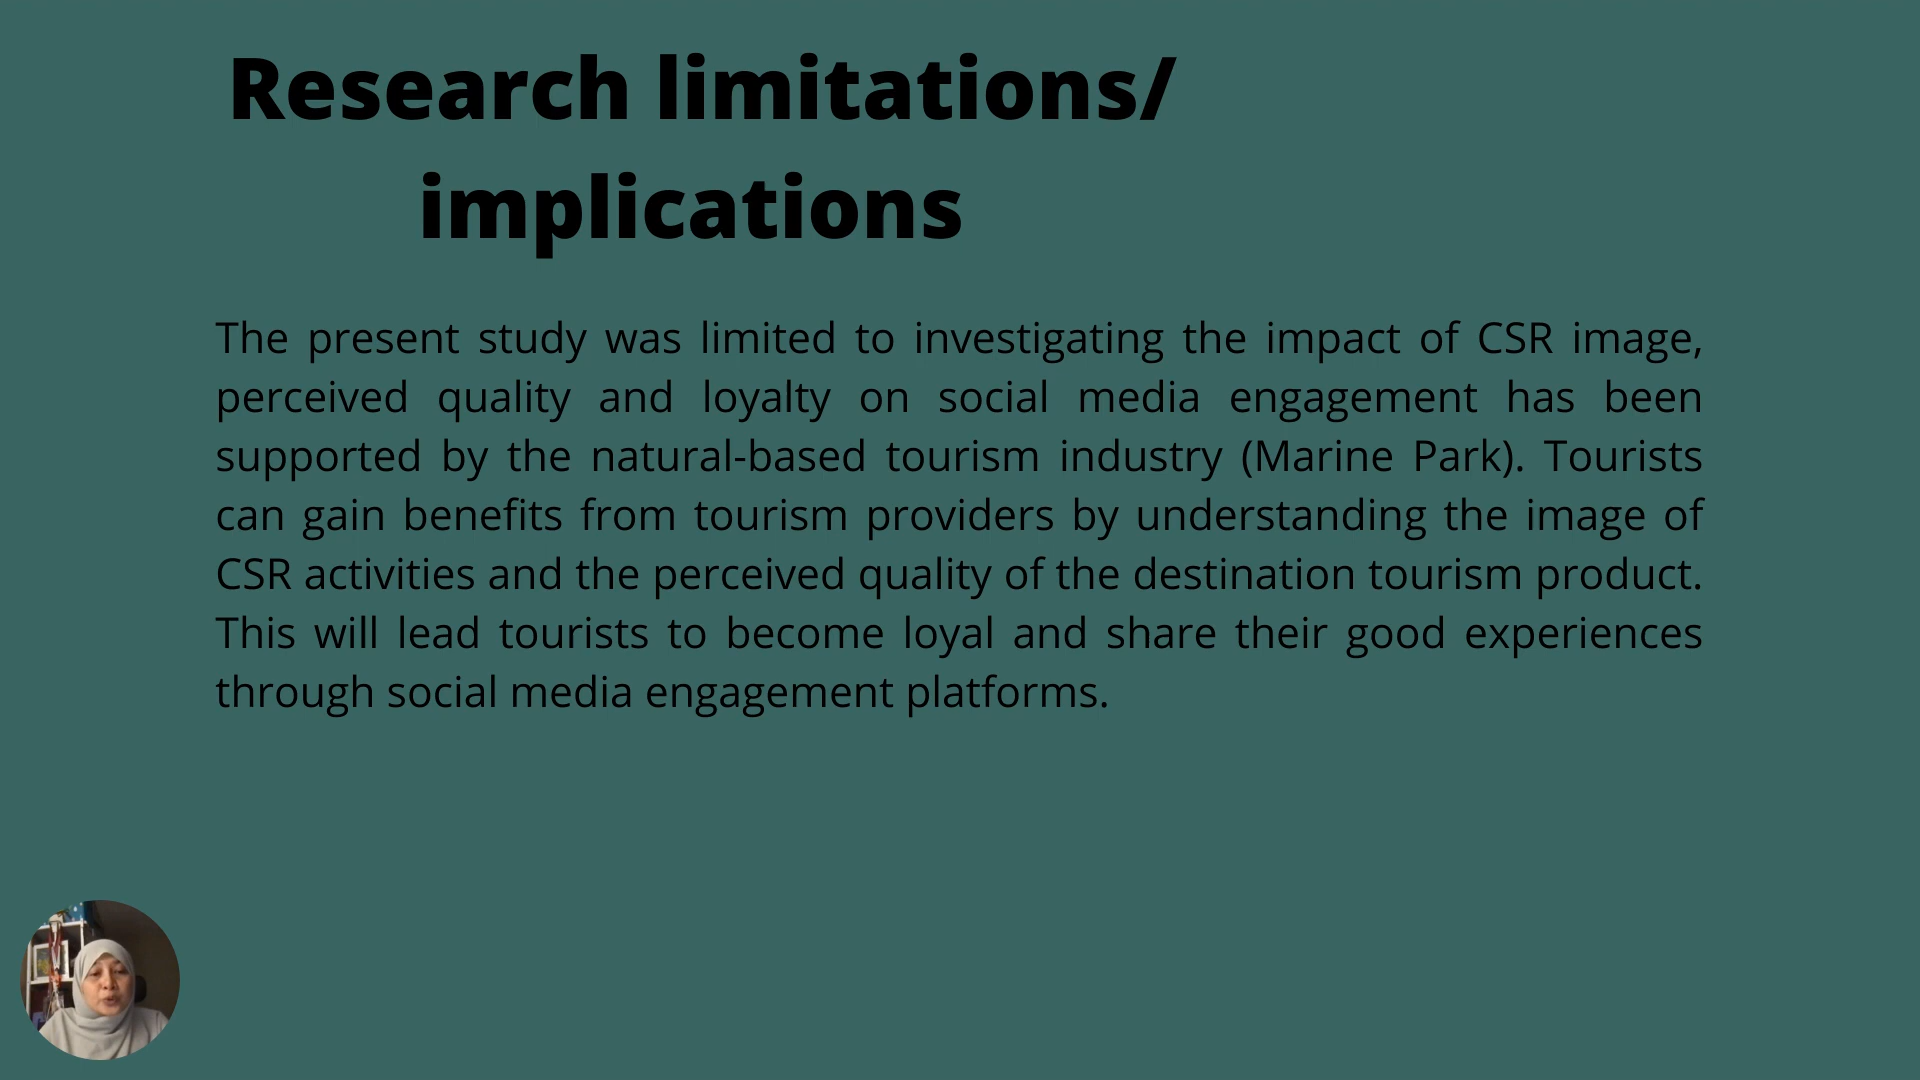 Research limitations/
implications
The present study was limited to investigating the impact of CSR image,
perceived quality and loyalty on social media engagement has been
supported by the natural-based tourism industry (Marine Park). Tourists
can gain benefits from tourism providers by understanding the image of
CSR activities and the perceived quality of the destination tourism product.
This will lead tourists to become loyal and share their good experiences
through social media engagement platforms.